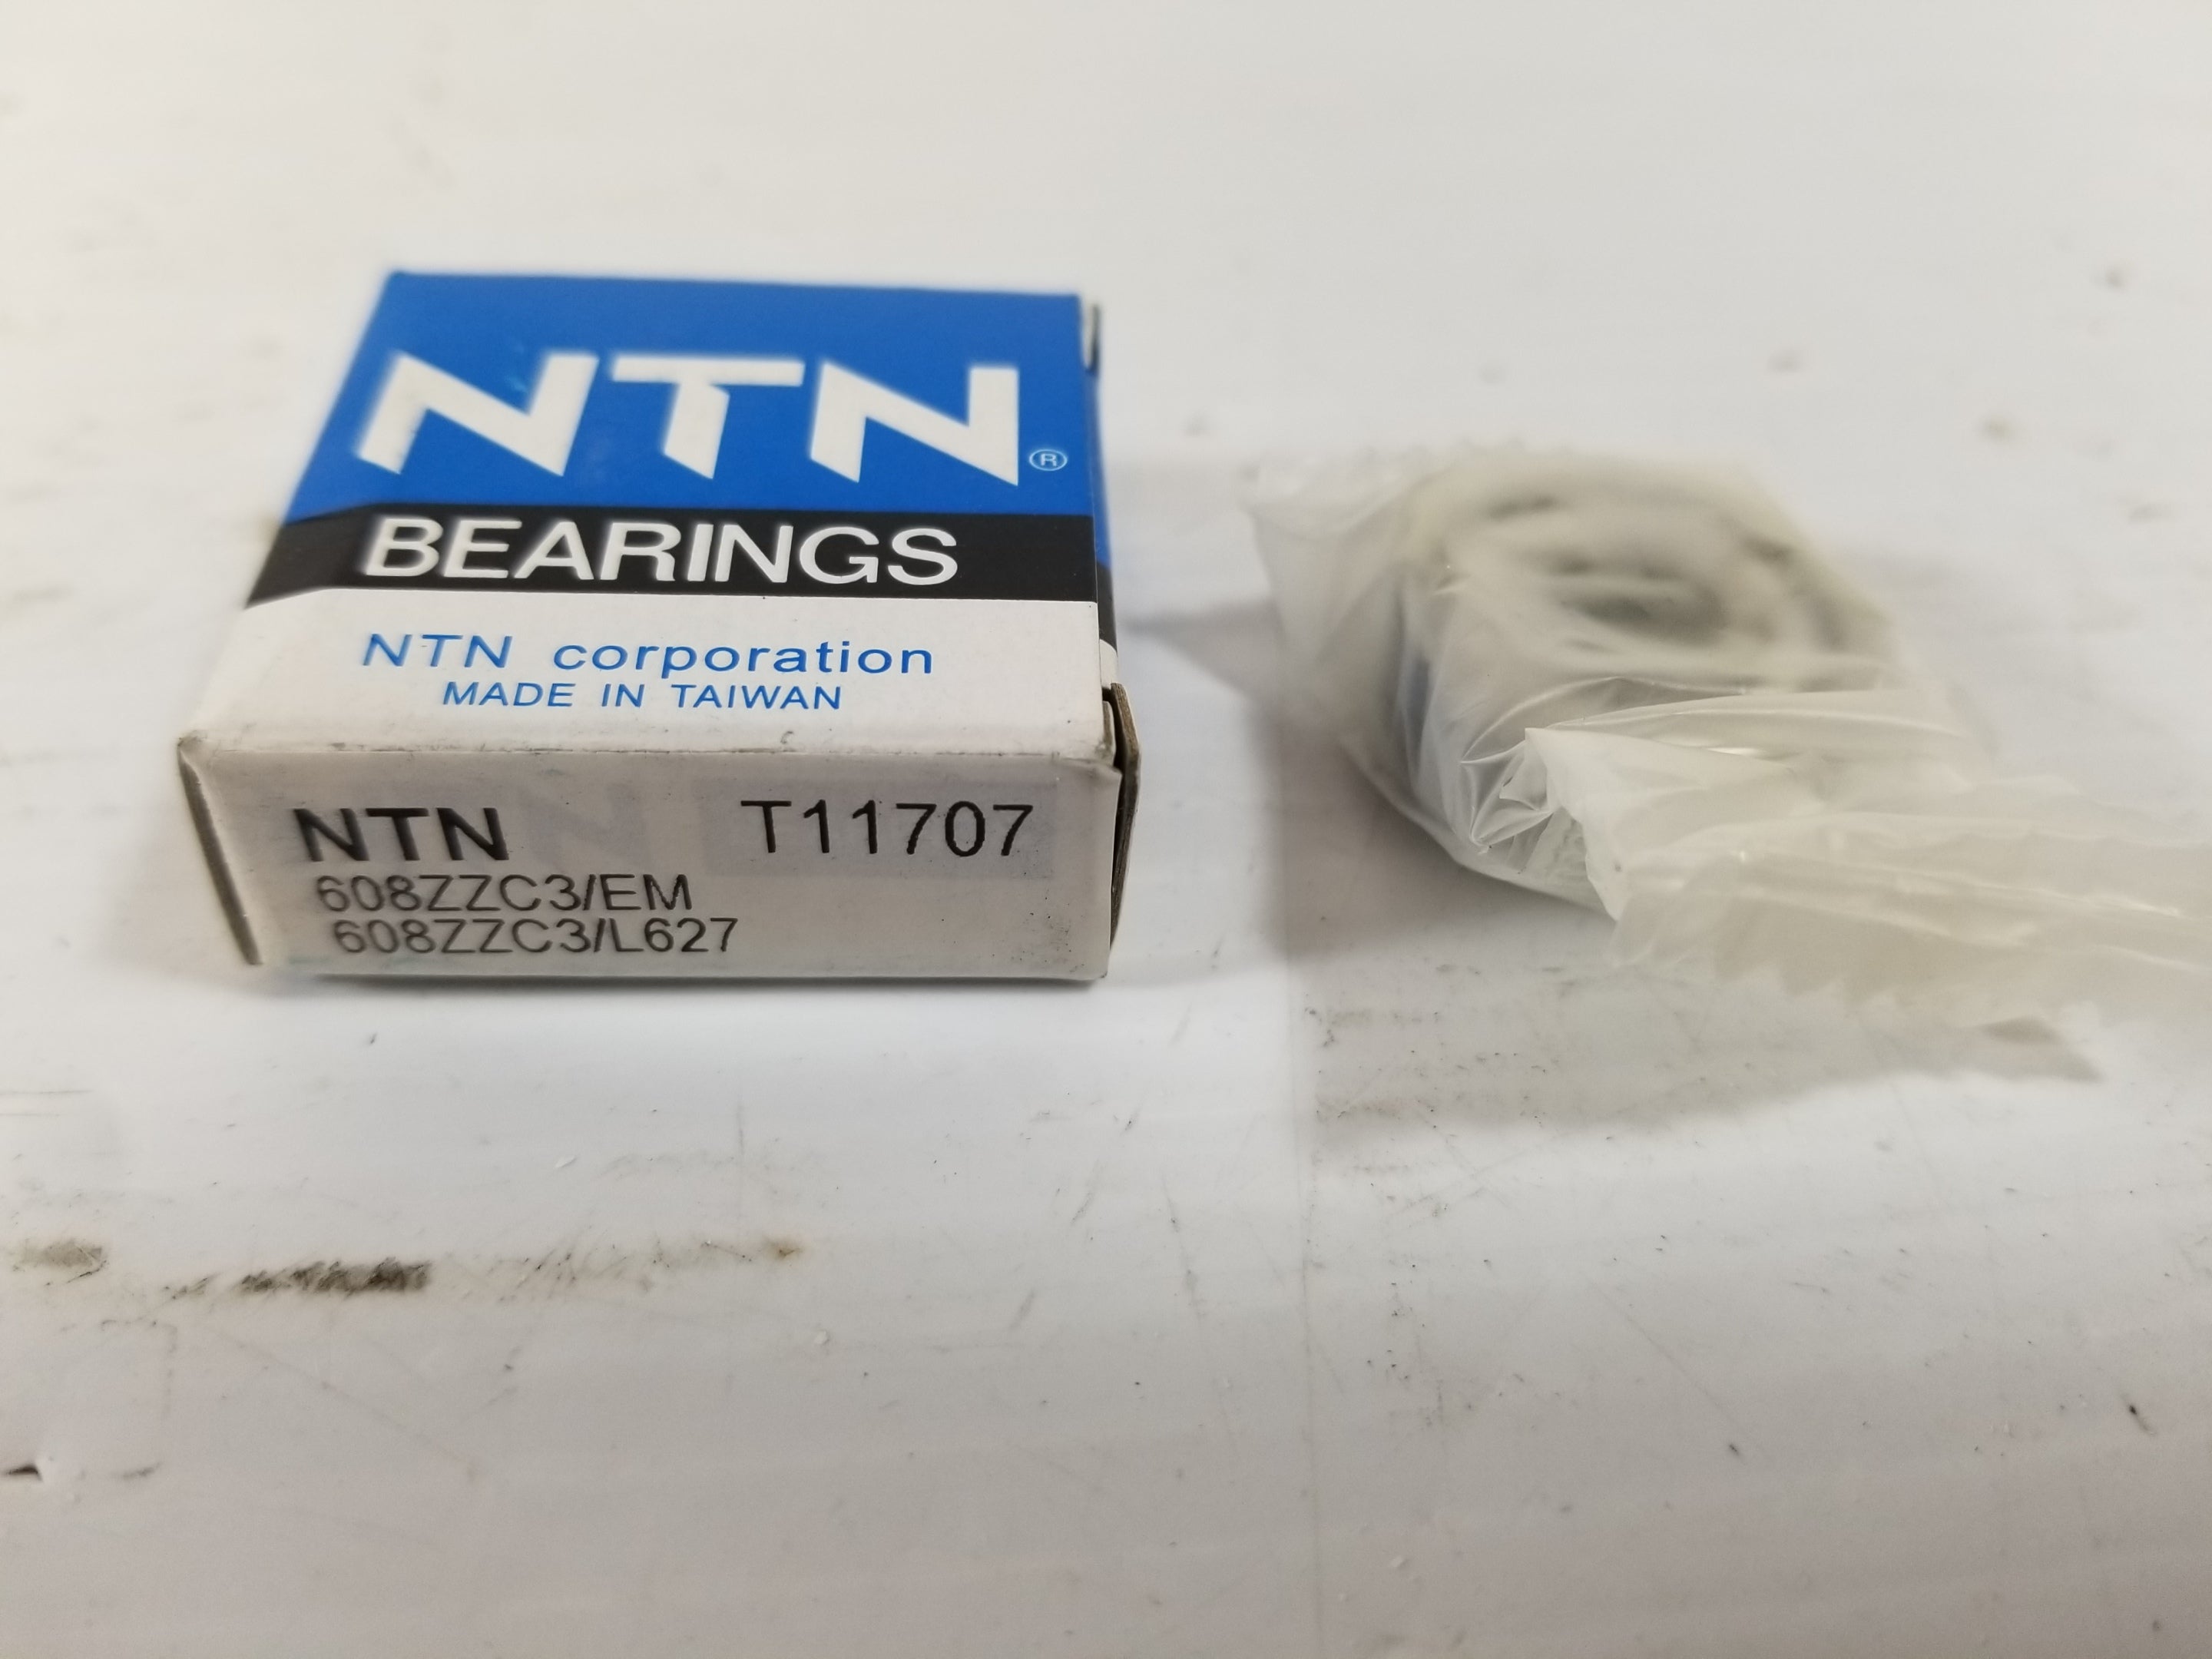 NTN ®
BEARINGS
NTN corporation
MADE IN TAIWAN
NTN T11707
608ZZC3/EM
608ZZC3/L627